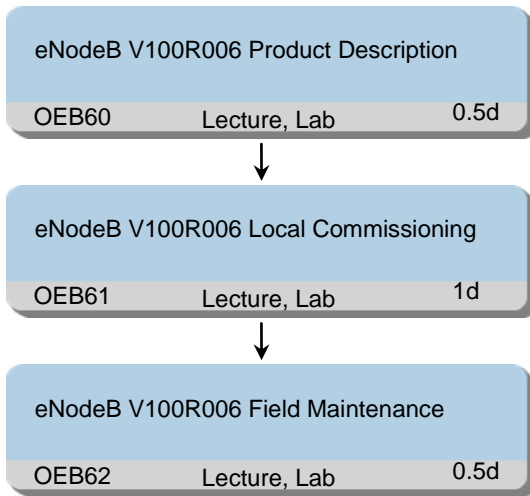 eNodeB V100R006 Product Description
OEB60 Lecture, Lab 0.5d
eNodeB V100R006 Local Commissioning
OEB61 Lecture, Lab 1d
eNodeB V100R006 Field Maintenance
OEB62 Lecture, Lab 0.5d